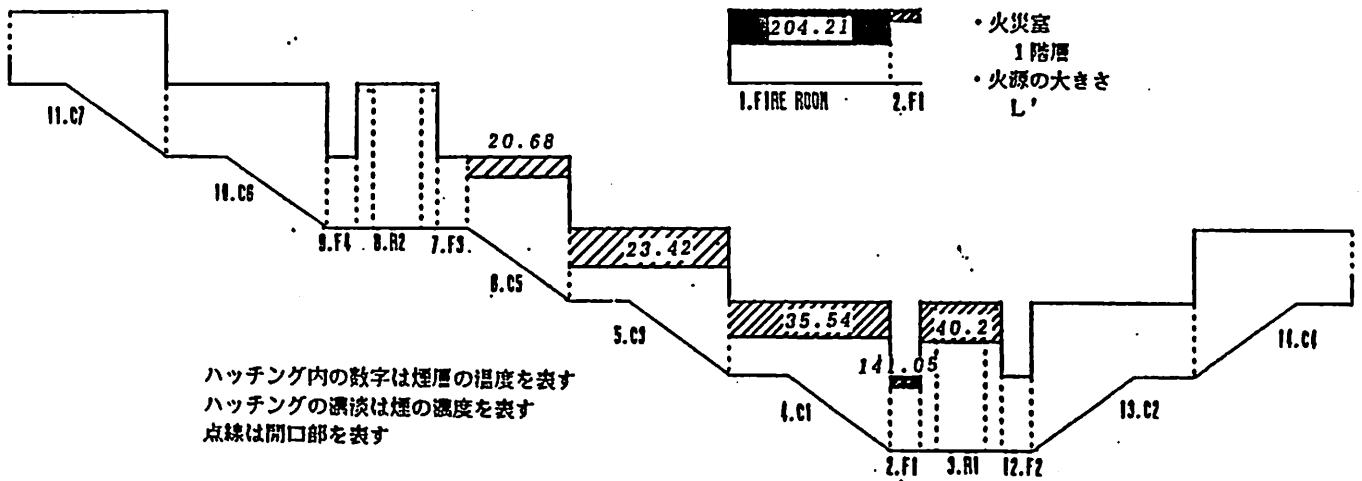 204.21
・火災室
1階層
・火源の大きさ
L'
1.FIRE ROOM
2.F1
11.C7
20.68
10.C6
9.F4
8.R2
7.F3
23.42
6.C5
5.C3
35.54
40.2
14.C4
141.05
ハッチング内の数字は煙層の温度を表す
ハッチングの濃淡は煙の濃度を表す
点線は開口部を表す
4.C1
13.C2
2.F1
3.R1
12.F2